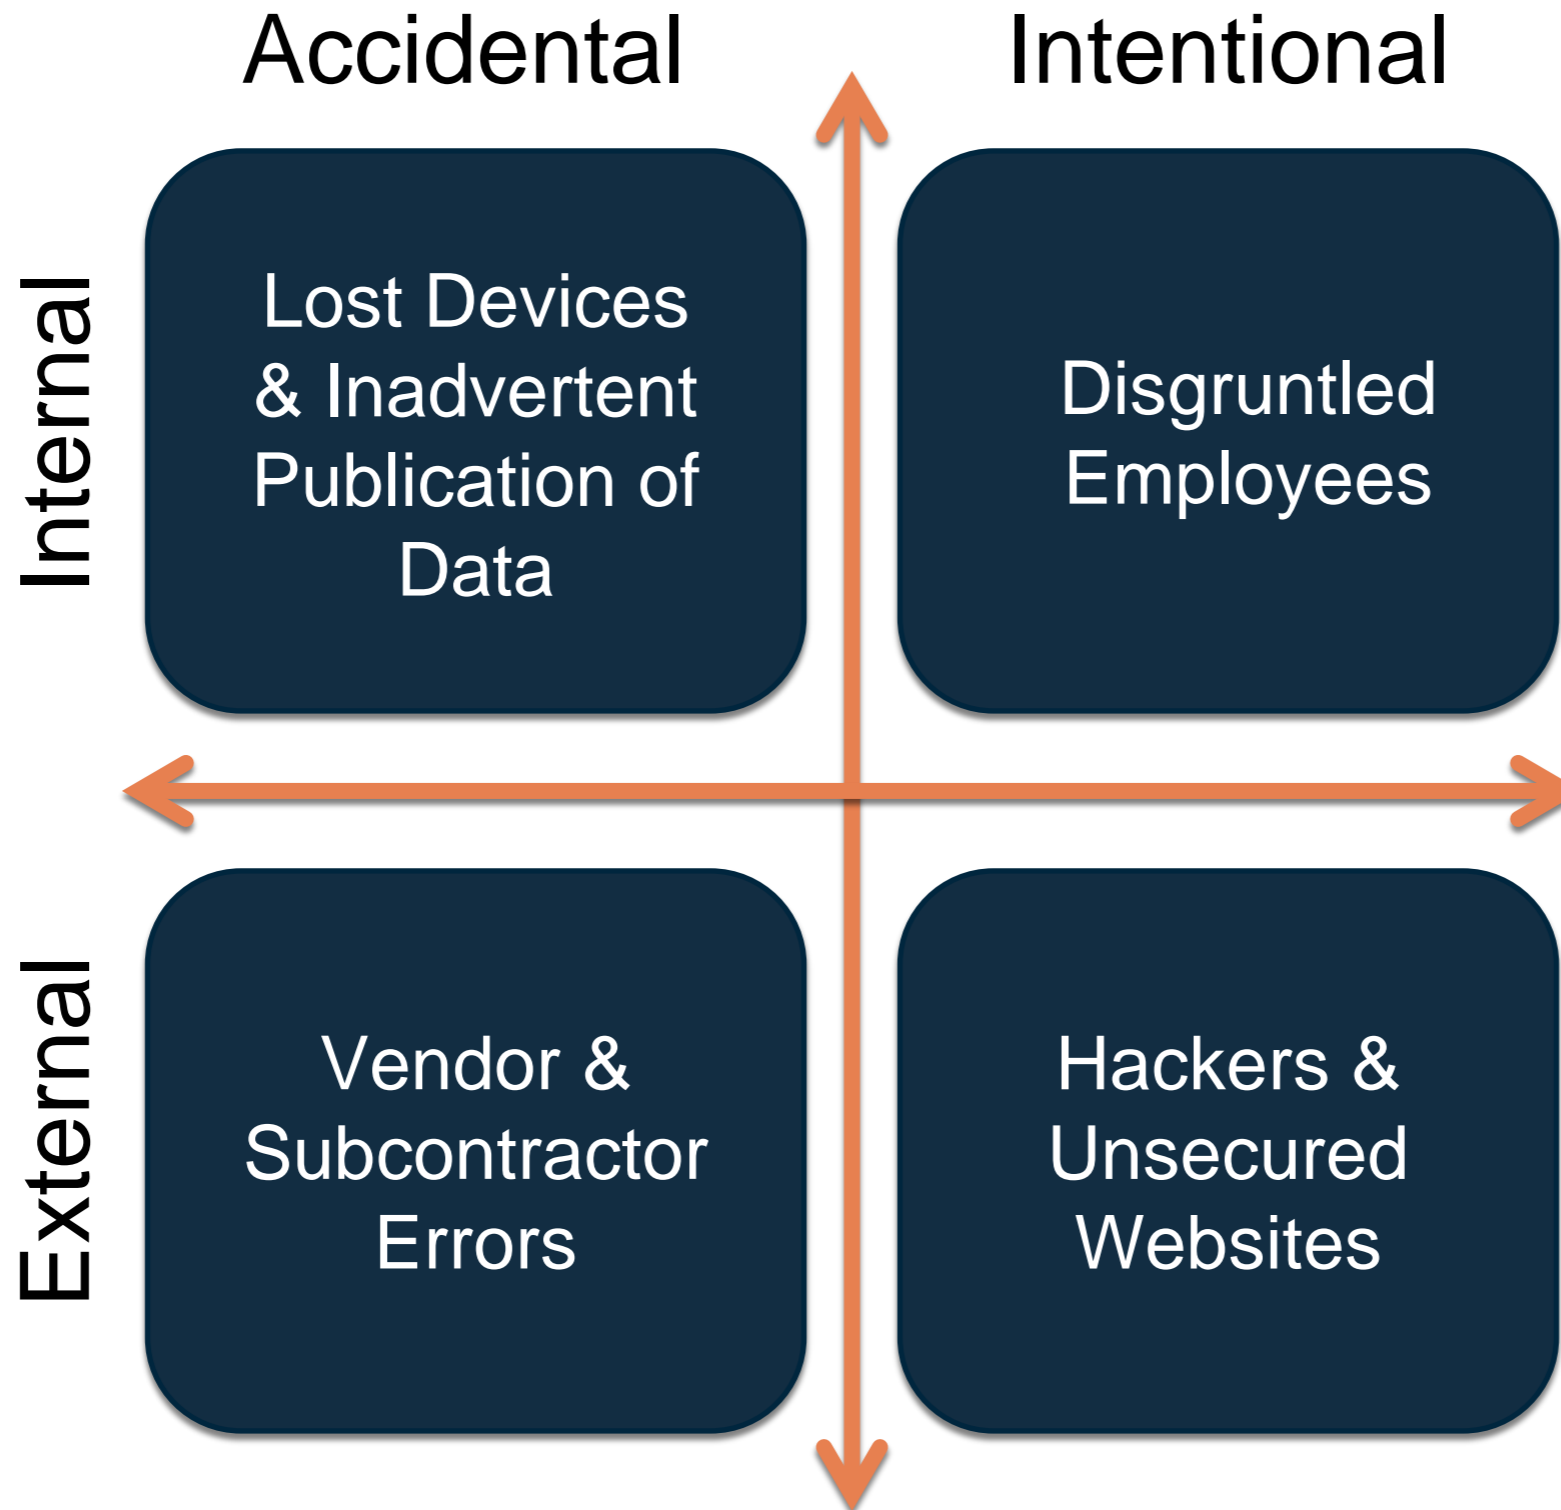 Accidental
Intentional
Internal
Lost Devices
& Inadvertent
Publication of
Data
Disgruntled
Employees
External
Vendor &
Subcontractor
Errors
Hackers &
Unsecured
Websites